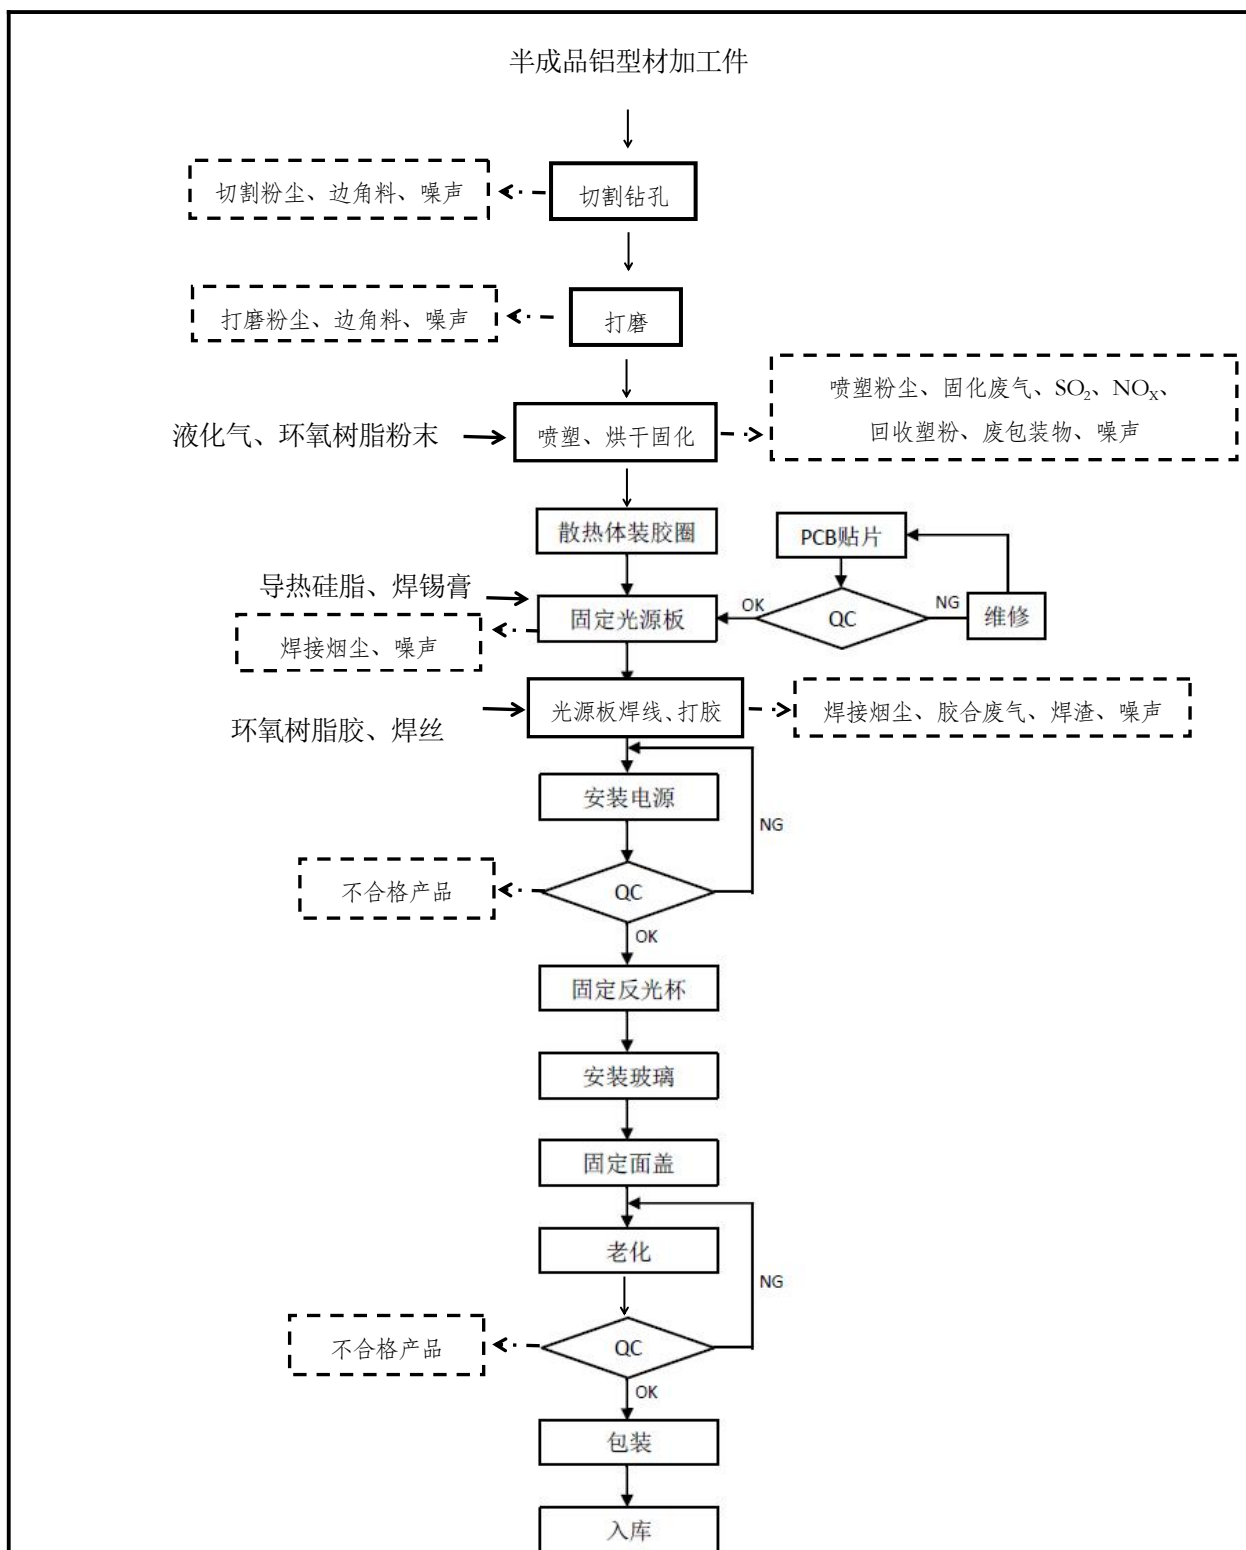 半成品铝型材加工件
切割粉尘、边角料、噪声
切割钻孔
打磨粉尘、边角料、噪声
打磨
喷塑粉尘、固化废气、SO₂、NOₓ、
回收塑粉、废包装物、噪声
液化气、环氧树脂粉末
喷塑、烘干固化
散热体装胶圈
PCB贴片
导热硅脂、焊锡膏
固定光源板
OK
QC
NG
维修
焊接烟尘、噪声
环氧树脂胶、焊丝
光源板焊线、打胶
焊接烟尘、胶合废气、焊渣、噪声
安装电源
NG
不合格产品
QC
OK
固定反光杯
安装玻璃
固定面盖
老化
NG
不合格产品
QC
OK
包装
入库